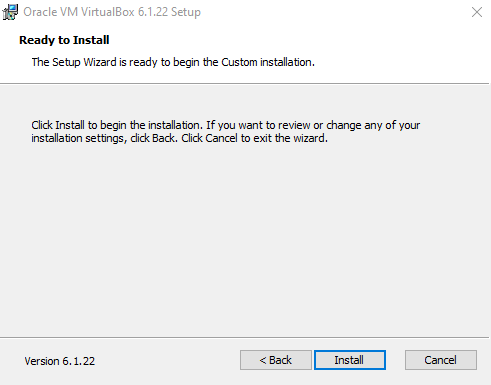 Oracle VM VirtualBox 6.1.22 Setup
Ready to Install
The Setup Wizard is ready to begin the Custom installation.
Click Install to begin the installation. If you want to review or change any of your
installation settings, click Back. Click Cancel to exit the wizard.
Version 6.1.22
< Back
Install
Cancel